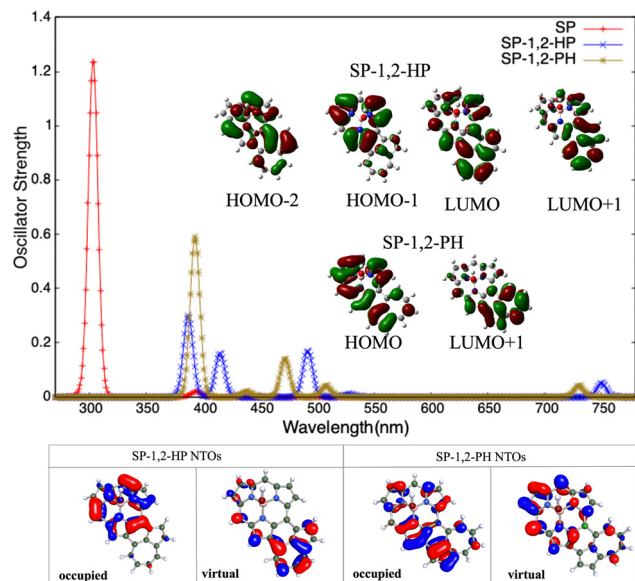 SP
SP-1,2-HP
SP-1,2-PH
1.4
1.2
1
0.8
0.6
0.4
0.2
0
Oscillator Strength
SP-1,2-HP
HOMO-2 HOMO-1 LUMO LUMO+1
SP-1,2-PH
HOMO LUMO+1
300 350 400 450 500 550 600 650 700 750
Wavelength(nm)
SP-1,2-HP NTOs SP-1,2-PH NTOs
occupied virtual occupied virtual